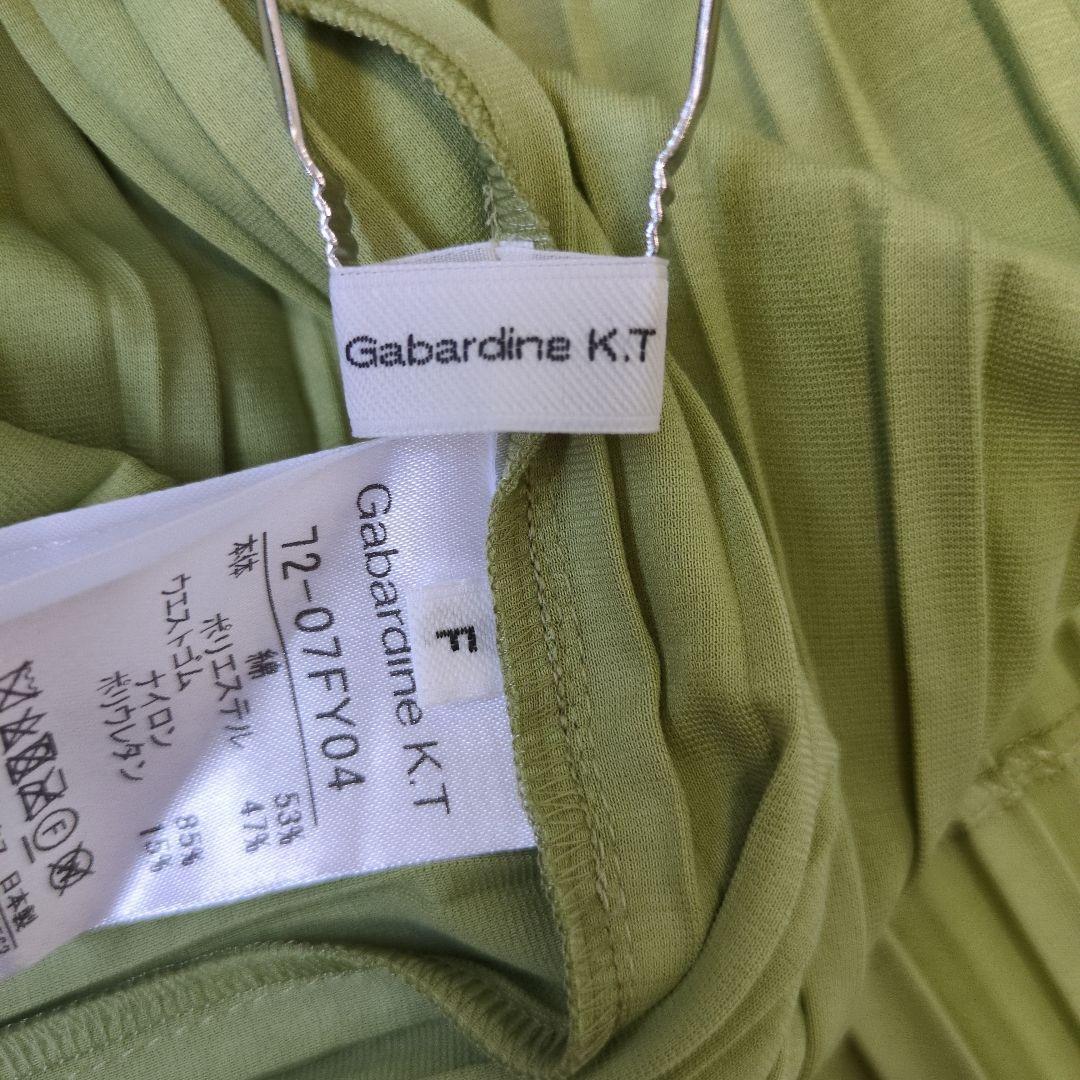 Gabardine K.T
Gabardine K.T
F
72-07FY04
本体
ポリエステル 53%
綿 47%
ウエストゴム
ナイロン 85%
ポリウレタン 15%
F
日本製